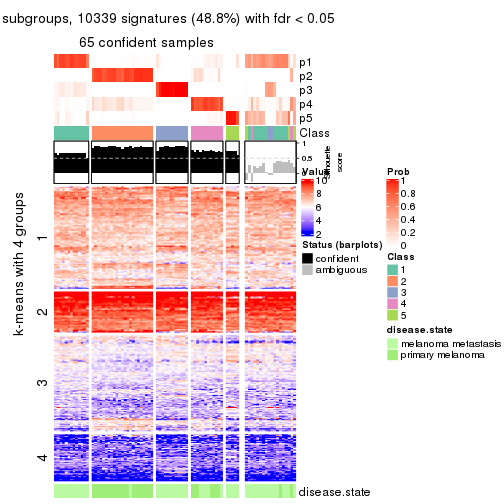 subgroups, 10339 signatures (48.8%) with fdr < 0.05
65 confident samples
p1
p2
p3
p4
p5
Class
1
0.5
0
silhouette
score
k-means with 4 groups
1
2
3
4
Value
10
8
6
4
2
Status (barplots)
confident
ambiguous
Prob
1
0.8
0.6
0.4
0.2
0
Class
1
2
3
4
5
disease.state
melanoma metastasis
primary melanoma
disease.state